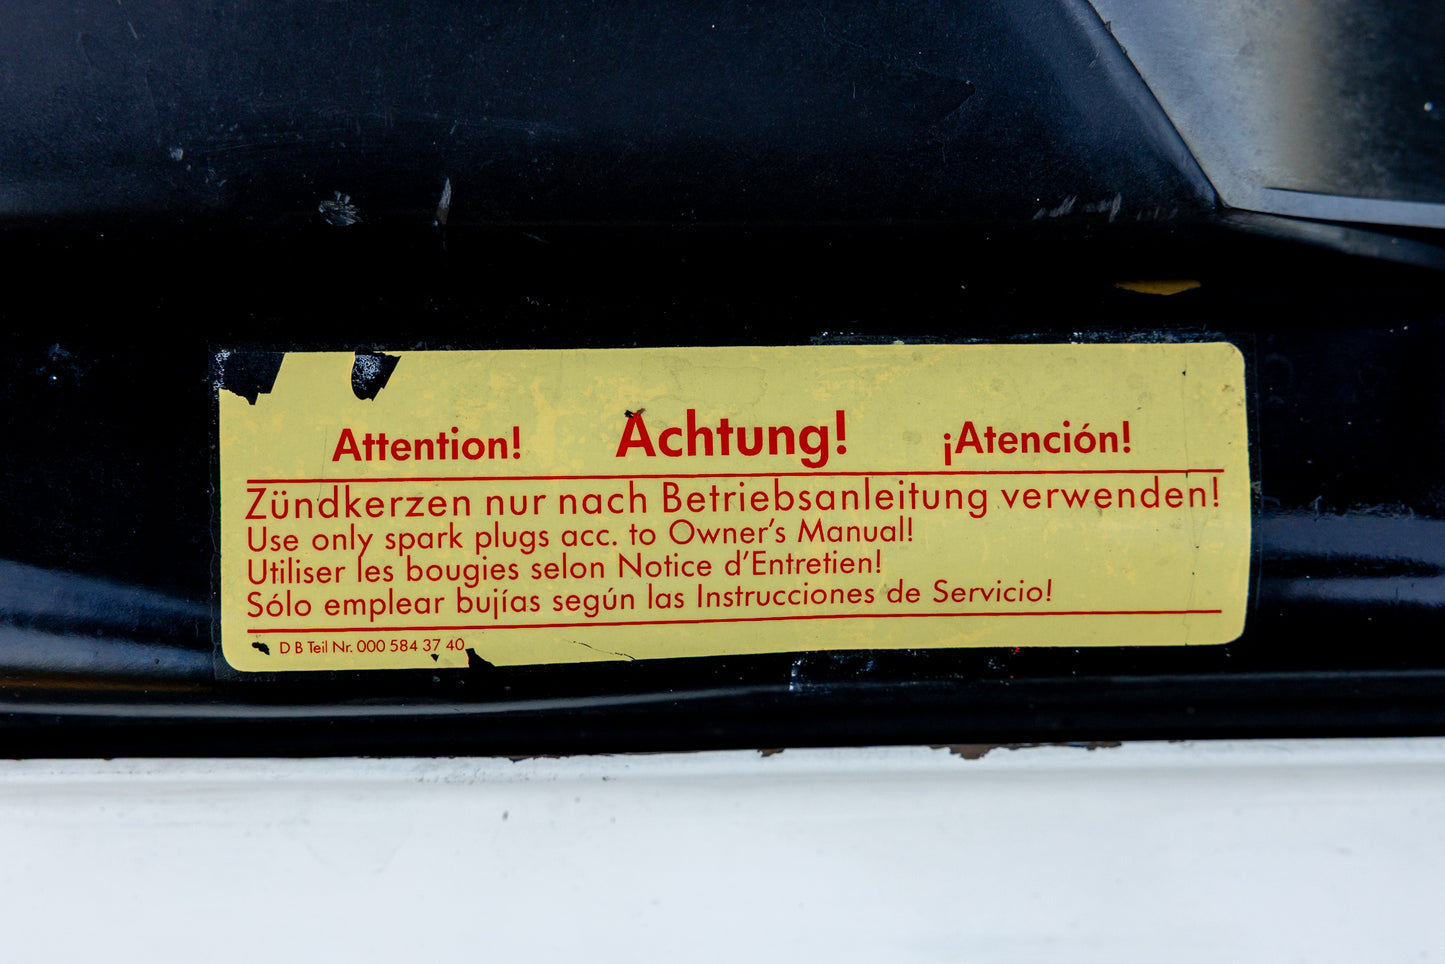 Attention! Achtung! ¡Atención!
Zündkerzen nur nach Betriebsanleitung verwenden!
Use only spark plugs acc. to Owner's Manual!
Utiliser les bougies selon Notice d'Entretien!
Sólo emplear bujías según las Instrucciones de Servicio!
D B Teil Nr. 000 584 37 40